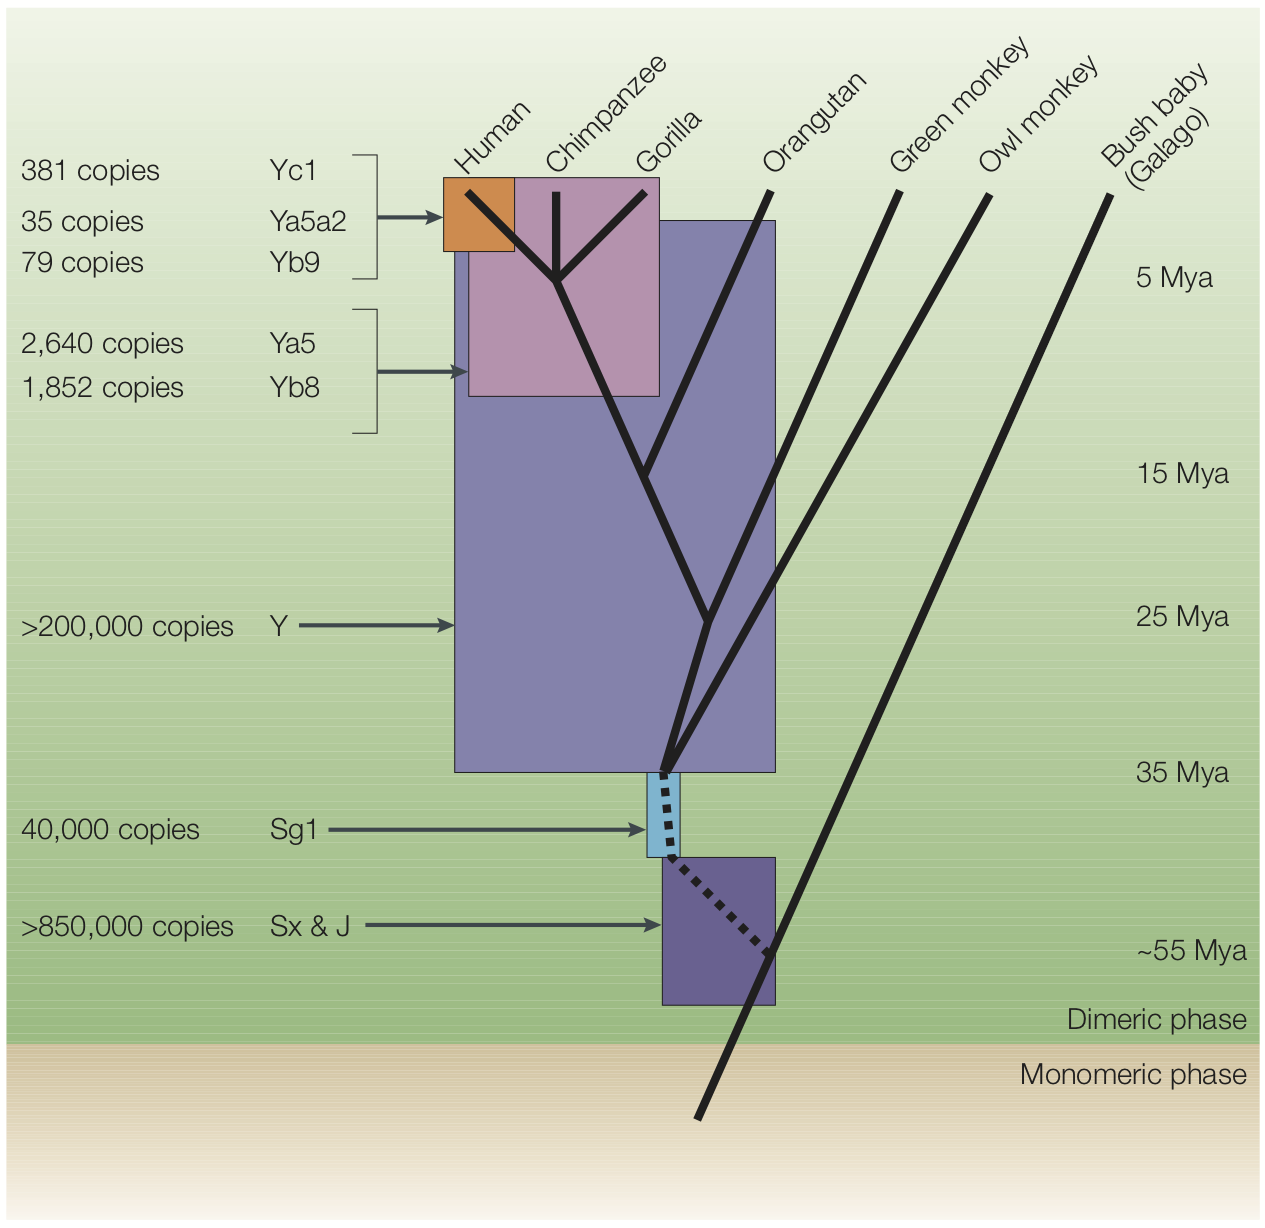 Human
Chimpanzee
Gorilla
Orangutan
Green monkey
Owl monkey
Bush baby
(Galago)
381 copies Yc1
35 copies Ya5a2
79 copies Yb9
5 Mya
2,640 copies Ya5
1,852 copies Yb8
15 Mya
>200,000 copies Y
25 Mya
35 Mya
40,000 copies Sg1
>850,000 copies Sx & J
~55 Mya
Dimeric phase
Monomeric phase